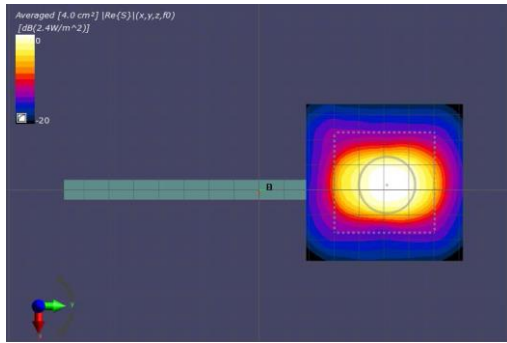 Averaged [4.0 cm²] |Re{S}|(x,y,z,f0)
[dB(2.4W/m^2)]
0
-20
y